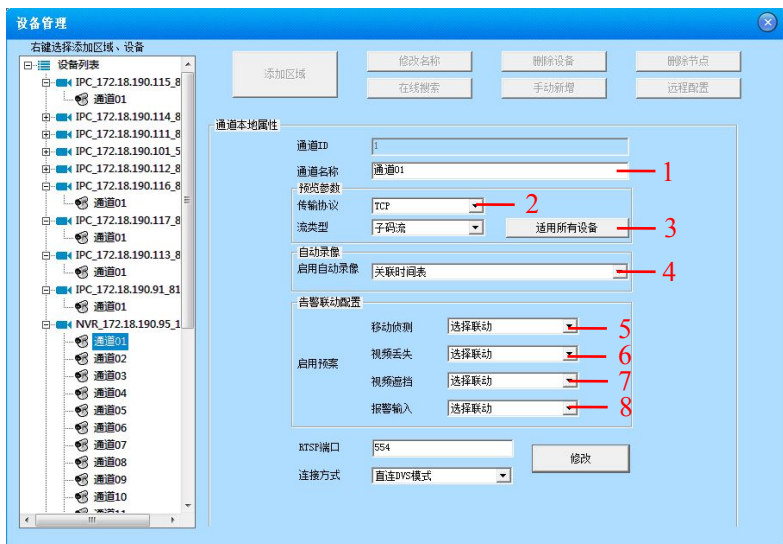 设备管理
右键选择添加区域、设备
设备列表
IPC_172.18.190.115_8
通道01
IPC_172.18.190.114_8
IPC_172.18.190.111_8
IPC_172.18.190.101_5
IPC_172.18.190.112_8
IPC_172.18.190.116_8
通道01
IPC_172.18.190.117_8
通道01
IPC_172.18.190.113_8
通道01
IPC_172.18.190.91_81
通道01
NVR_172.18.190.95_1
通道01
通道02
通道03
通道04
通道05
通道06
通道07
通道08
通道09
通道10
添加区域 修改名称 删除设备 删除节点
在线搜索 手动新增 远程配置
通道本地属性
通道ID 1
通道名称 通道01 1
预览参数
传输协议 TCP 2
流类型 子码流 适用所有设备 3
自动录像
启用自动录像 关联时间表 4
告警联动配置
启用预案
移动侦测 选择联动 5
视频丢失 选择联动 6
视频遮挡 选择联动 7
报警输入 选择联动 8
RTSP端口 554
修改
连接方式 直连DVS模式